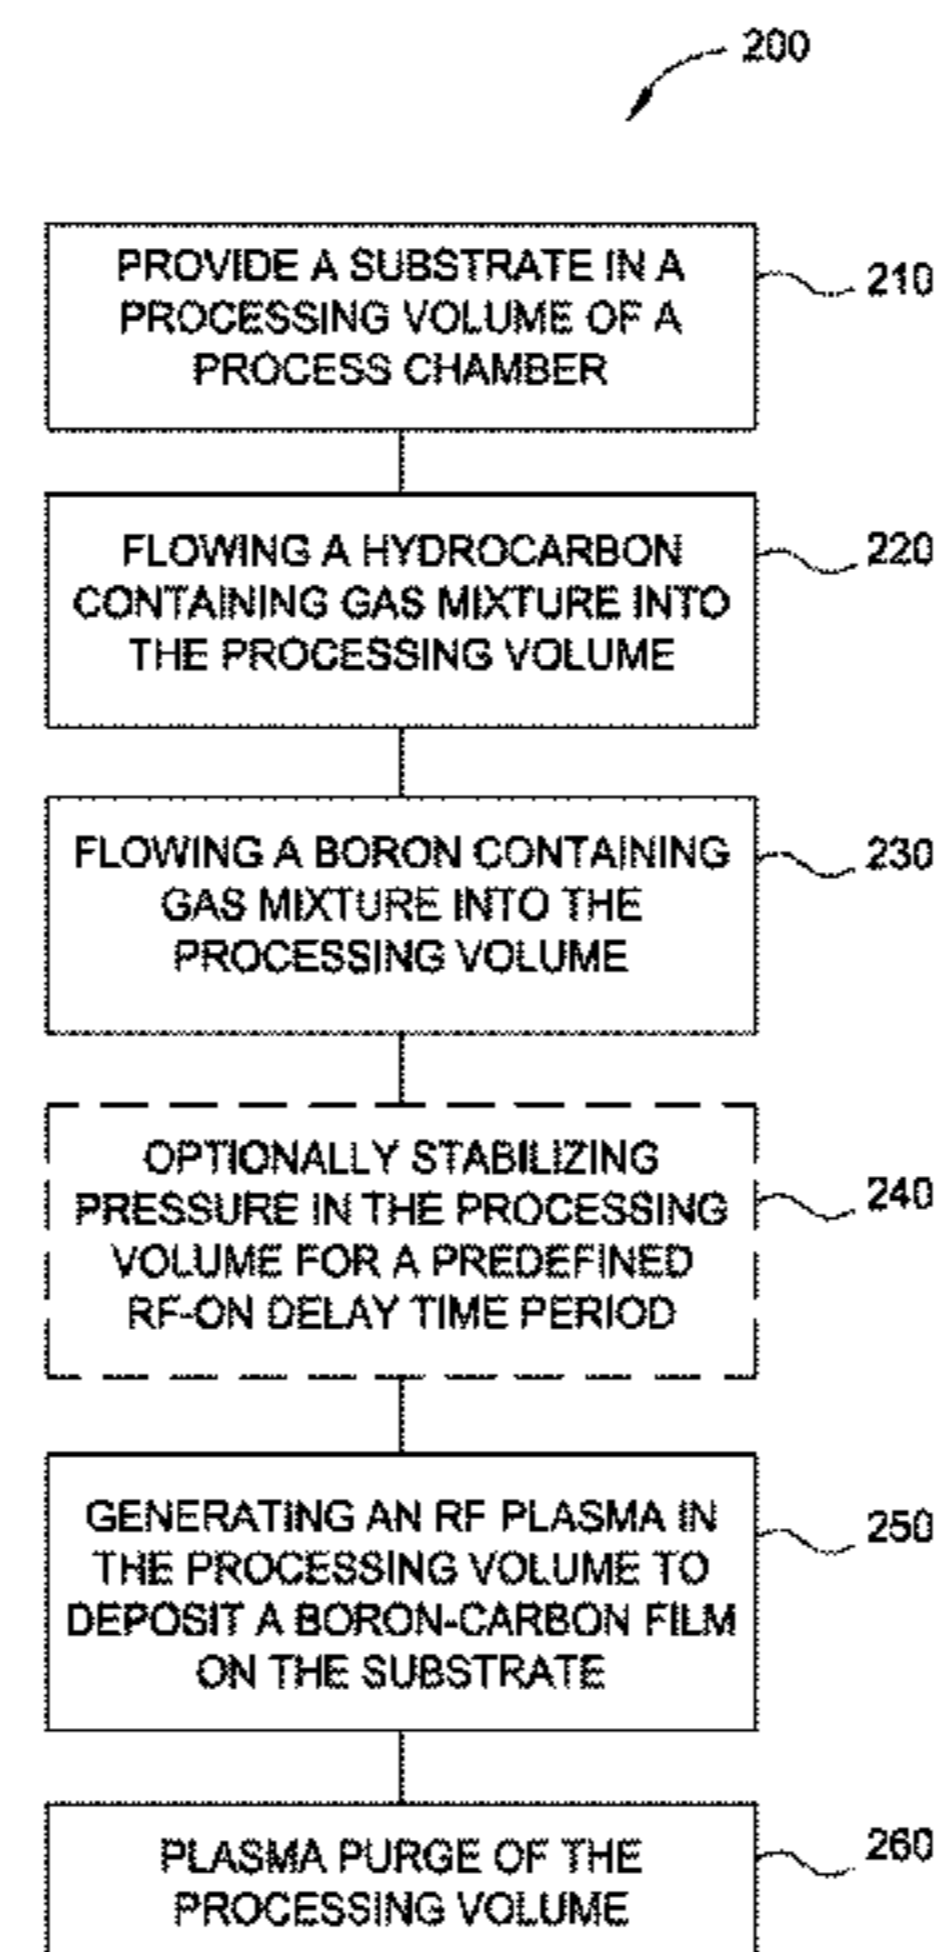 200
PROVIDE A SUBSTRATE IN A
PROCESSING VOLUME OF A
PROCESS CHAMBER
210
FLOWING A HYDROCARBON
CONTAINING GAS MIXTURE INTO
THE PROCESSING VOLUME
220
FLOWING A BORON CONTAINING
GAS MIXTURE INTO THE
PROCESSING VOLUME
230
OPTIONALLY STABILIZING
PRESSURE IN THE PROCESSING
VOLUME FOR A PREDEFINED
RF-ON DELAY TIME PERIOD
240
GENERATING AN RF PLASMA IN
THE PROCESSING VOLUME TO
DEPOSIT A BORON-CARBON FILM
ON THE SUBSTRATE
250
PLASMA PURGE OF THE
PROCESSING VOLUME
260